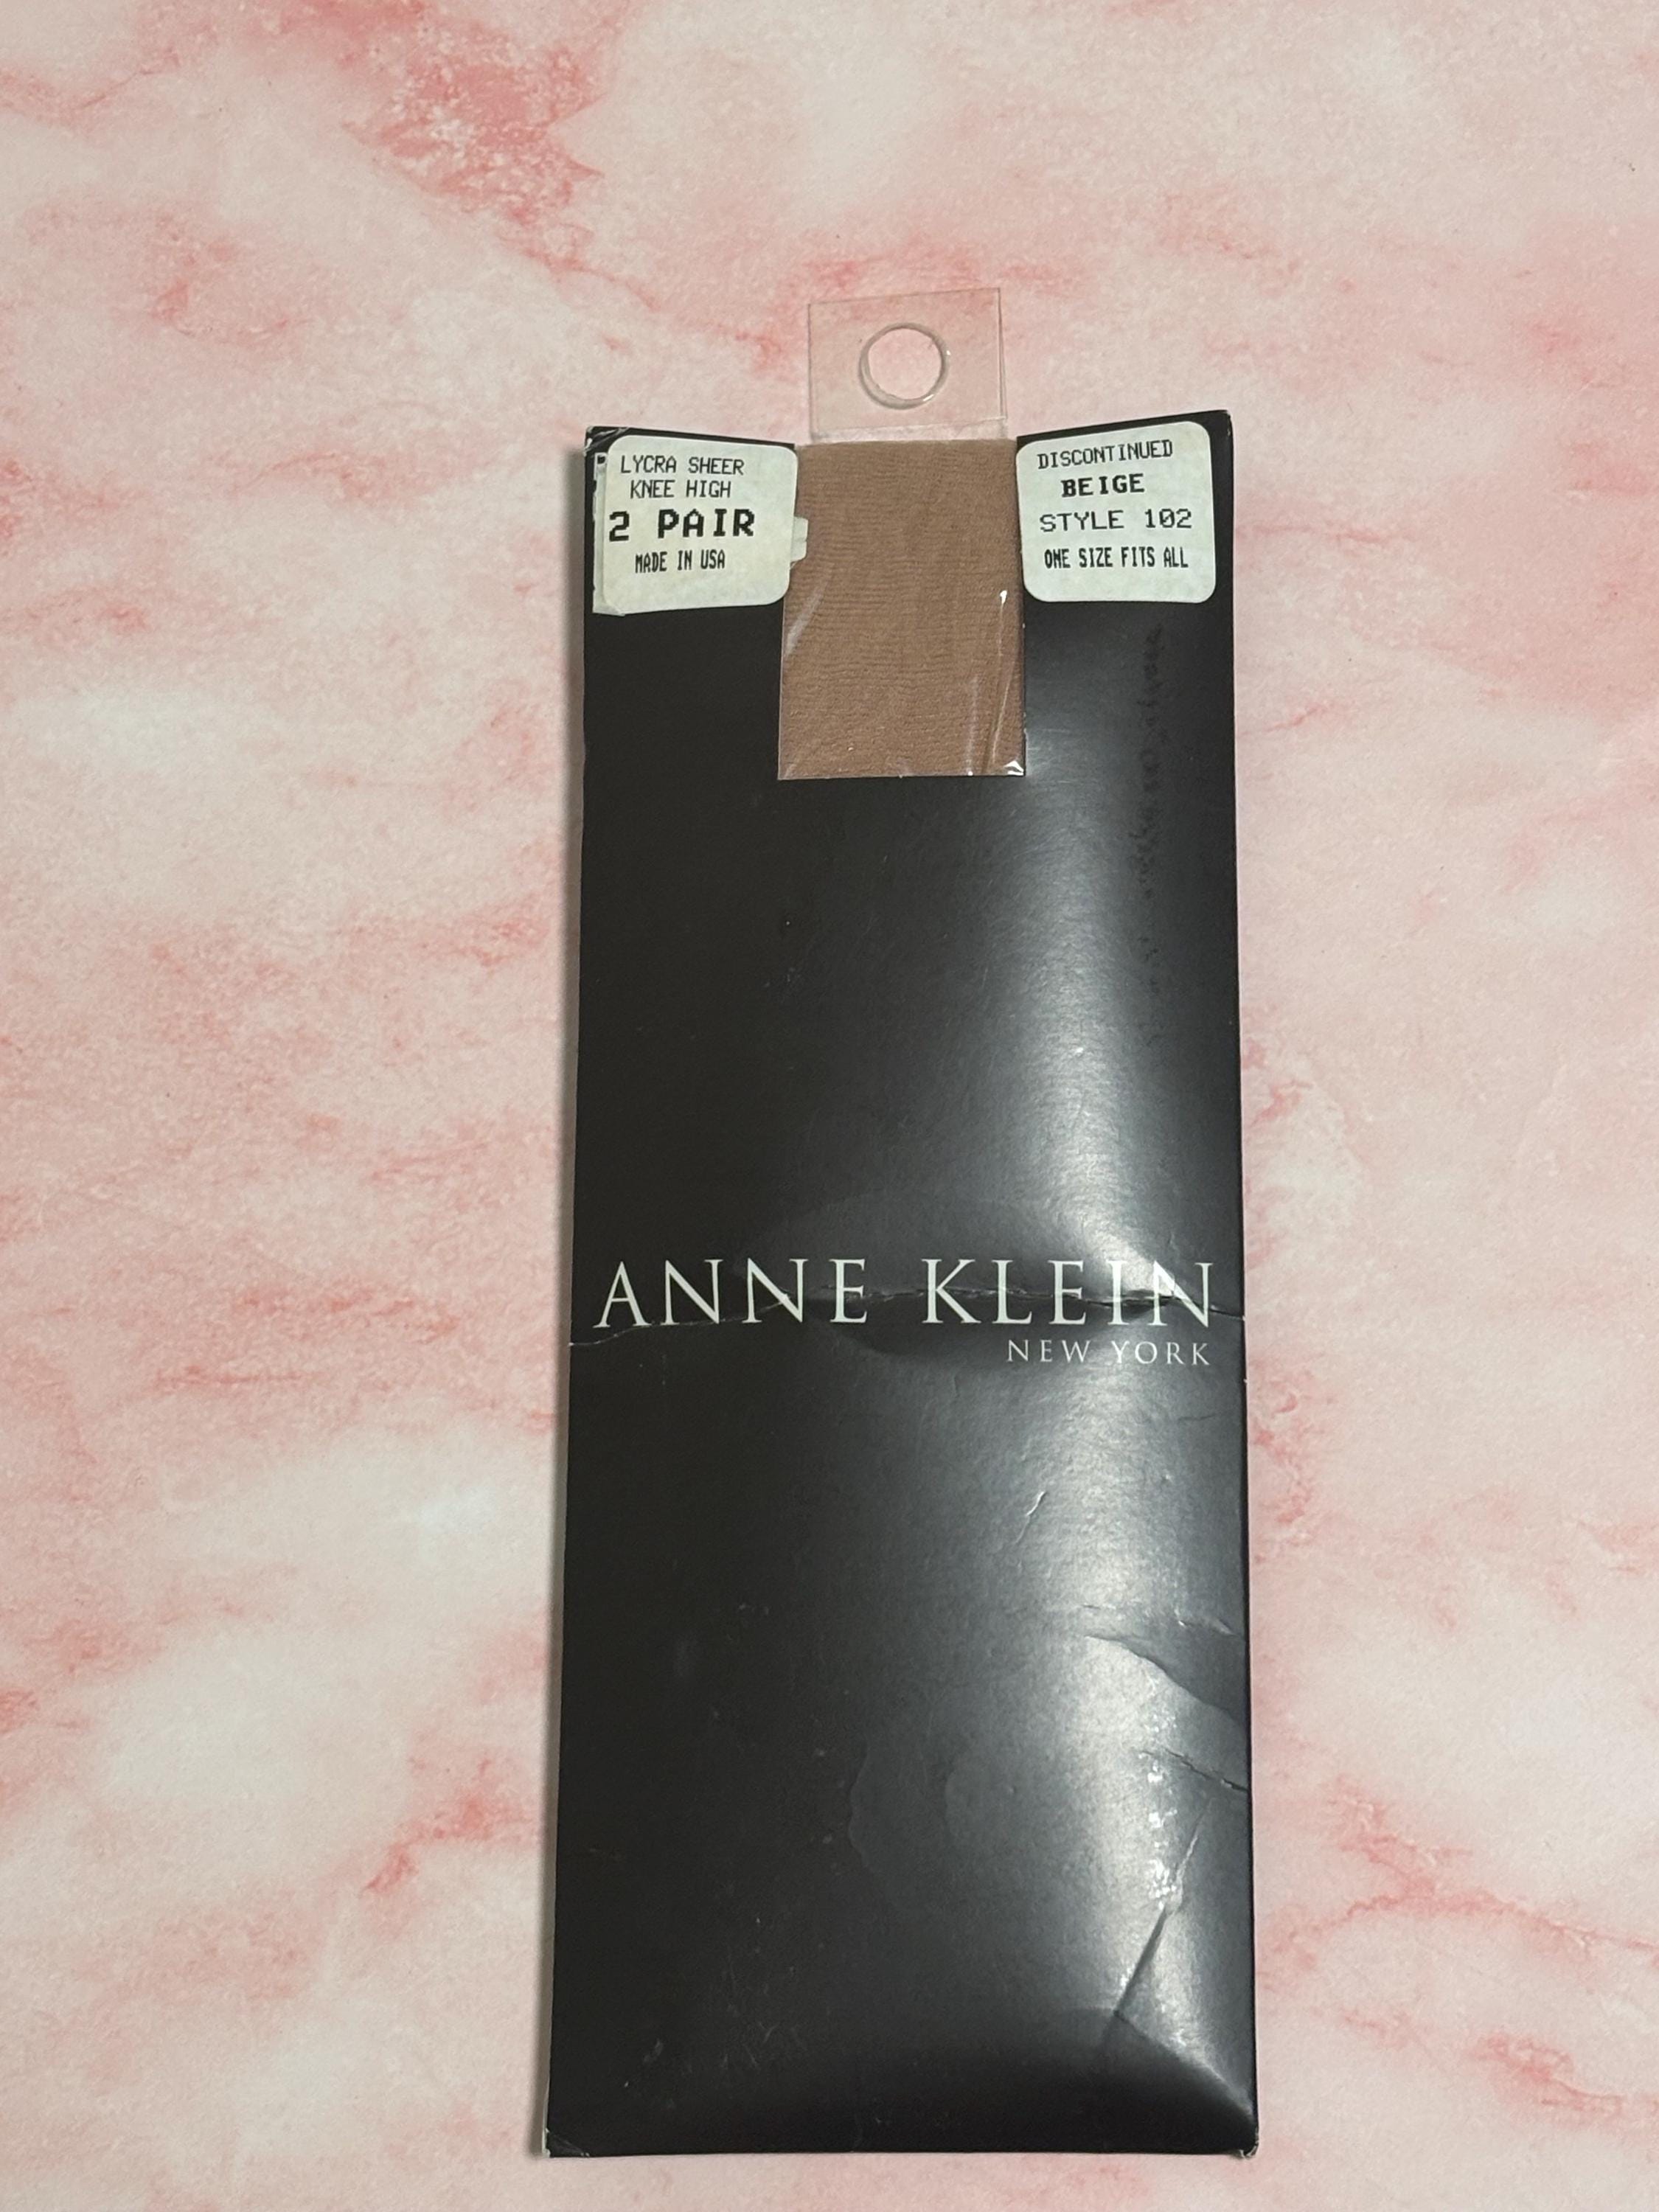 LYCRA SHEER
KNEE HIGH
2 PAIR
MADE IN USA
DISCONTINUED
BEIGE
STYLE 102
ONE SIZE FITS ALL
ANNE KLEIN
NEW YORK